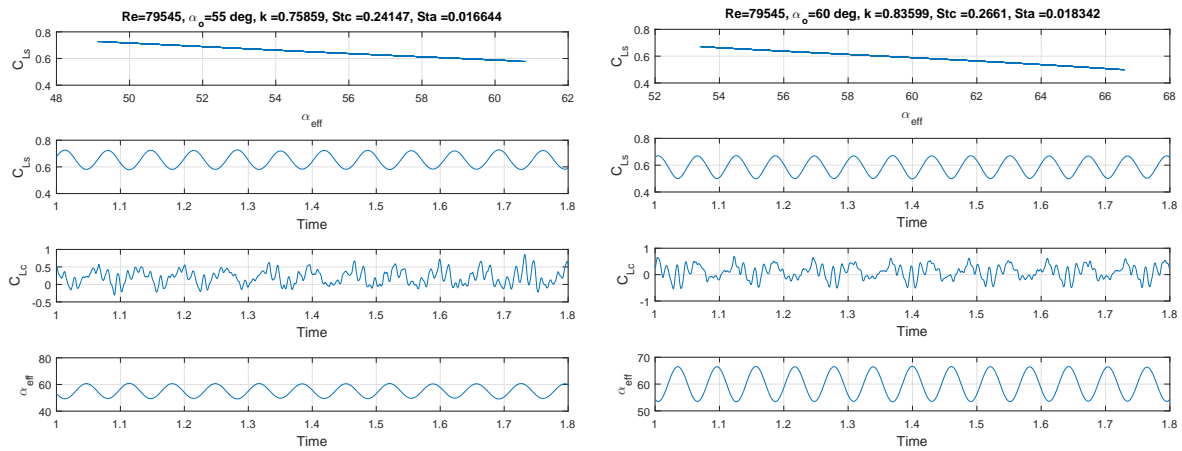 Re=79545, α_o=55 deg, k =0.75859, Stc=0.24147, Sta =0.016644
C_Ls
0.8
0.6
0.4
48 50 52 54 56 58 60 62
α_eff
C_Ls
0.8
0.6
0.4
1 1.1 1.2 1.3 1.4 1.5 1.6 1.7 1.8
Time
C_Lc
1
0.5
0
-0.5
1 1.1 1.2 1.3 1.4 1.5 1.6 1.7 1.8
Time
α_eff
80
60
40
1 1.1 1.2 1.3 1.4 1.5 1.6 1.7 1.8
Time
Re=79545, α_o=60 deg, k =0.83599, Stc=0.2661, Sta =0.018342
C_Ls
0.8
0.6
0.4
52 54 56 58 60 62 64 66 68
α_eff
C_Ls
0.8
0.6
0.4
1 1.1 1.2 1.3 1.4 1.5 1.6 1.7 1.8
Time
C_Lc
1
0
-1
1 1.1 1.2 1.3 1.4 1.5 1.6 1.7 1.8
Time
α_eff
70
60
50
1 1.1 1.2 1.3 1.4 1.5 1.6 1.7 1.8
Time